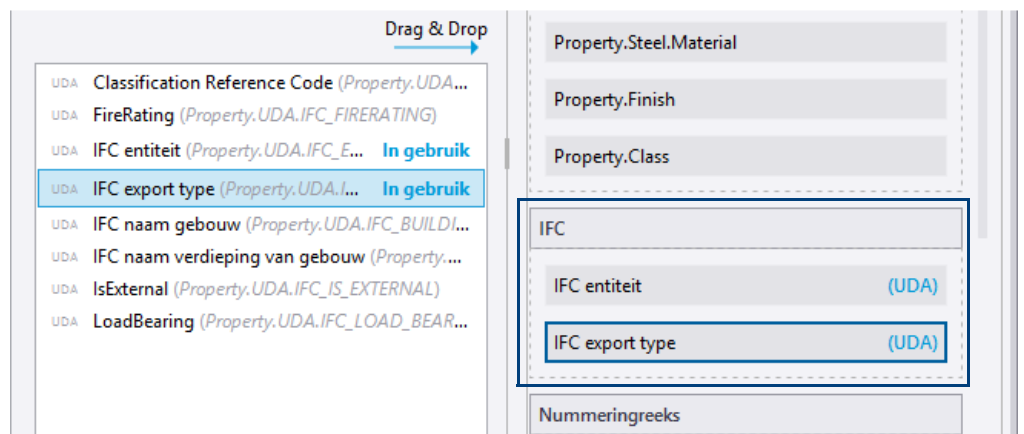 Drag & Drop
UDA Classification Reference Code (Property.UDA...
UDA FireRating (Property.UDA.IFC_FIRERATING)
UDA IFC entiteit (Property.UDA.IFC_E... In gebruik
UDA IFC export type (Property.UDA.I... In gebruik
UDA IFC naam gebouw (Property.UDA.IFC_BUILDI...
UDA IFC naam verdieping van gebouw (Property....
UDA IsExternal (Property.UDA.IFC_IS_EXTERNAL)
UDA LoadBearing (Property.UDA.IFC_LOAD_BEAR...
Property.Steel.Material
Property.Finish
Property.Class
IFC
IFC entiteit (UDA)
IFC export type (UDA)
Nummeringreeks